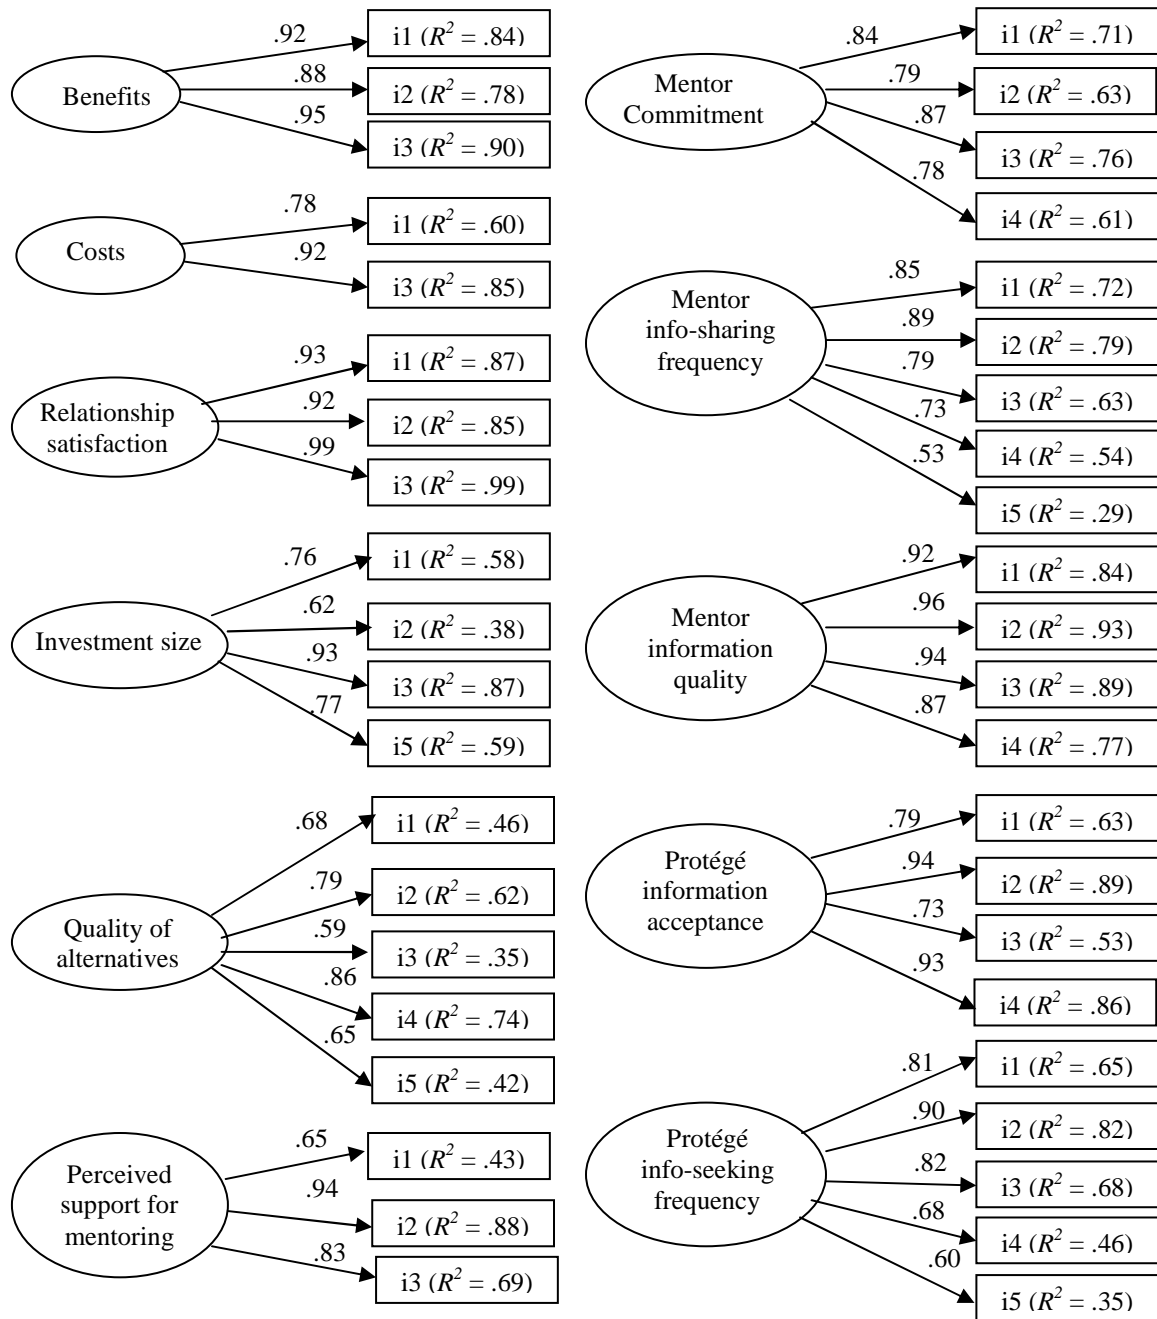 Benefits
.92
i1 (R² = .84)
.88
i2 (R² = .78)
.95
i3 (R² = .90)
Costs
.78
i1 (R² = .60)
.92
i3 (R² = .85)
Relationship
satisfaction
.93
i1 (R² = .87)
.92
i2 (R² = .85)
.99
i3 (R² = .99)
Investment size
.76
i1 (R² = .58)
.62
i2 (R² = .38)
.93
i3 (R² = .87)
.77
i5 (R² = .59)
Quality of
alternatives
.68
i1 (R² = .46)
.79
i2 (R² = .62)
.59
i3 (R² = .35)
.86
i4 (R² = .74)
.65
i5 (R² = .42)
Perceived
support for
mentoring
.65
i1 (R² = .43)
.94
i2 (R² = .88)
.83
i3 (R² = .69)
Mentor
Commitment
.84
i1 (R² = .71)
.79
i2 (R² = .63)
.87
i3 (R² = .76)
.78
i4 (R² = .61)
Mentor
info-sharing
frequency
.85
i1 (R² = .72)
.89
i2 (R² = .79)
.79
i3 (R² = .63)
.73
i4 (R² = .54)
.53
i5 (R² = .29)
Mentor
information
quality
.92
i1 (R² = .84)
.96
i2 (R² = .93)
.94
i3 (R² = .89)
.87
i4 (R² = .77)
Protégé
information
acceptance
.79
i1 (R² = .63)
.94
i2 (R² = .89)
.73
i3 (R² = .53)
.93
i4 (R² = .86)
Protégé
info-seeking
frequency
.81
i1 (R² = .65)
.90
i2 (R² = .82)
.82
i3 (R² = .68)
.68
i4 (R² = .46)
.60
i5 (R² = .35)